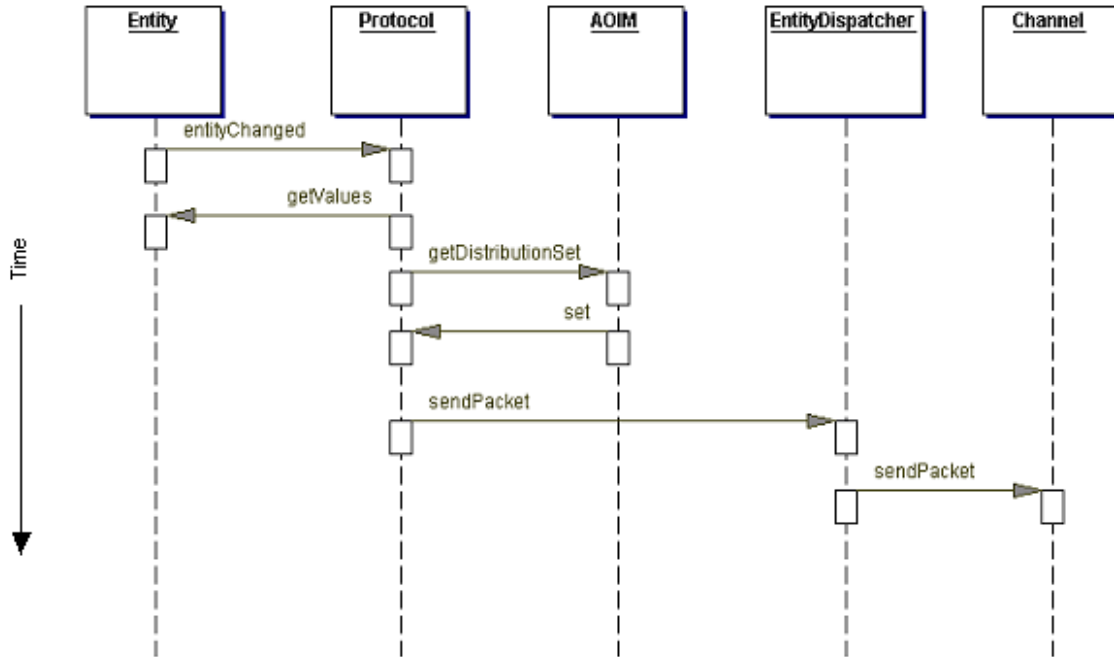 Entity
Protocol
AOIM
EntityDispatcher
Channel
entityChanged
getValues
Time
getDistributionSet
set
sendPacket
sendPacket